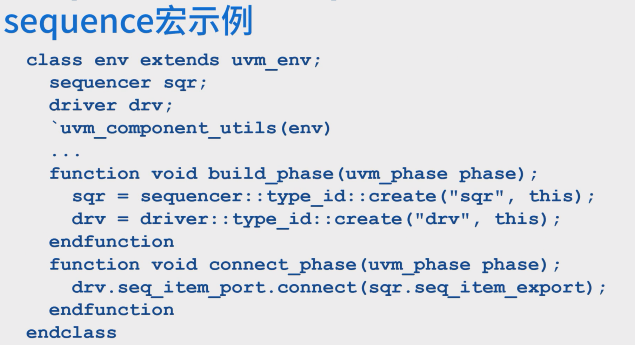 sequence宏示例
class env extends uvm_env;
sequencer sqr;
driver drv;
`uvm_component_utils(env)
...
function void build_phase(uvm_phase phase);
sqr = sequencer::type_id::create("sqr", this);
drv = driver::type_id::create("drv", this);
endfunction
function void connect_phase(uvm_phase phase);
drv.seq_item_port.connect(sqr.seq_item_export);
endfunction
endclass